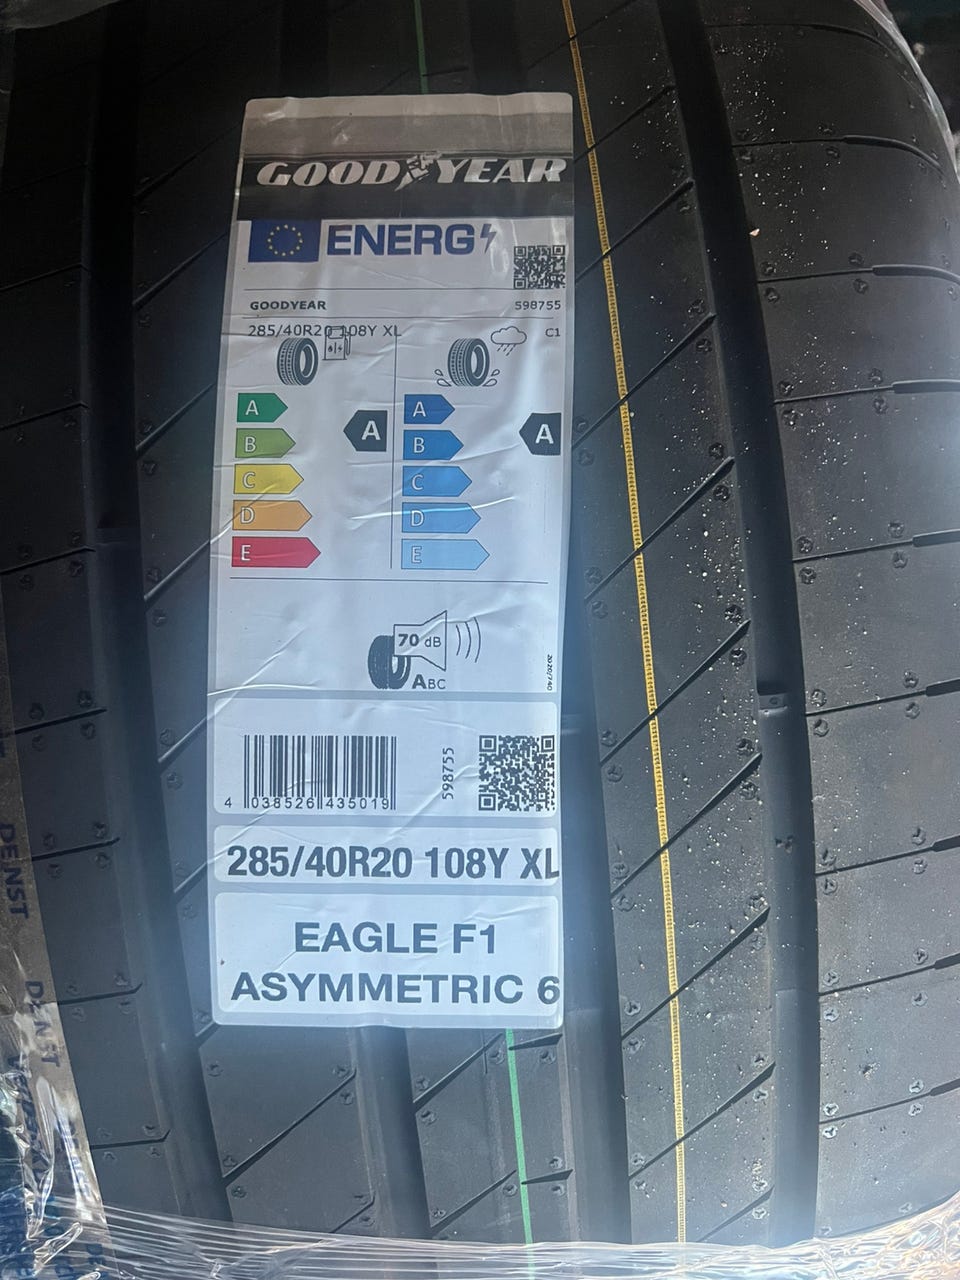 GOODYEAR
ENERG
GOODYEAR 598755
285/40R20 108Y XL C1
A A
B
C
D
E
A A
B
C
D
E
70 dB
ABC
2020/740
4 038526 435019
598755
285/40R20 108Y XL
EAGLE F1
ASYMMETRIC 6
DENST
DENST